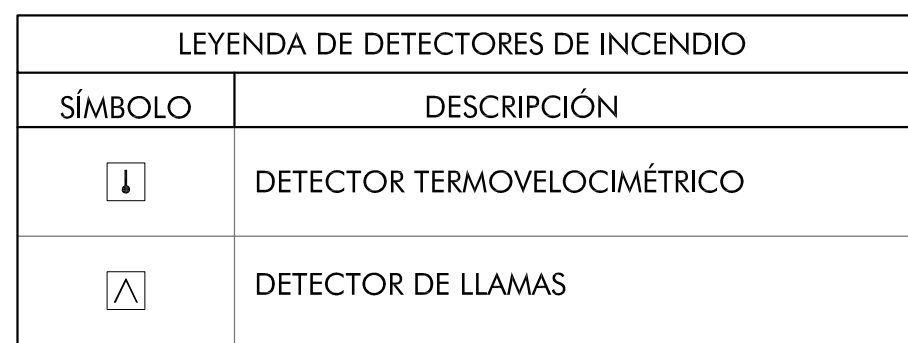 LEYENDA DE DETECTORES DE INCENDIO
SÍMBOLO DESCRIPCIÓN
DETECTOR TERMOVELOCIMÉTRICO
DETECTOR DE LLAMAS